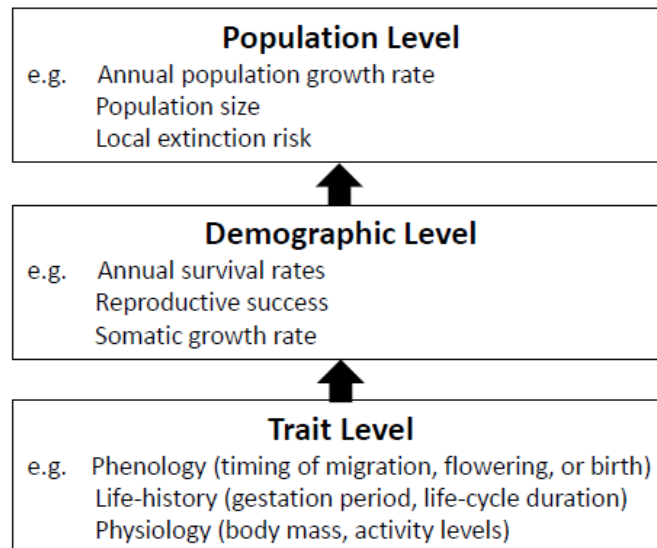 Population Level
e.g. Annual population growth rate
Population size
Local extinction risk
Demographic Level
e.g. Annual survival rates
Reproductive success
Somatic growth rate
Trait Level
e.g. Phenology (timing of migration, flowering, or birth)
Life-history (gestation period, life-cycle duration)
Physiology (body mass, activity levels)